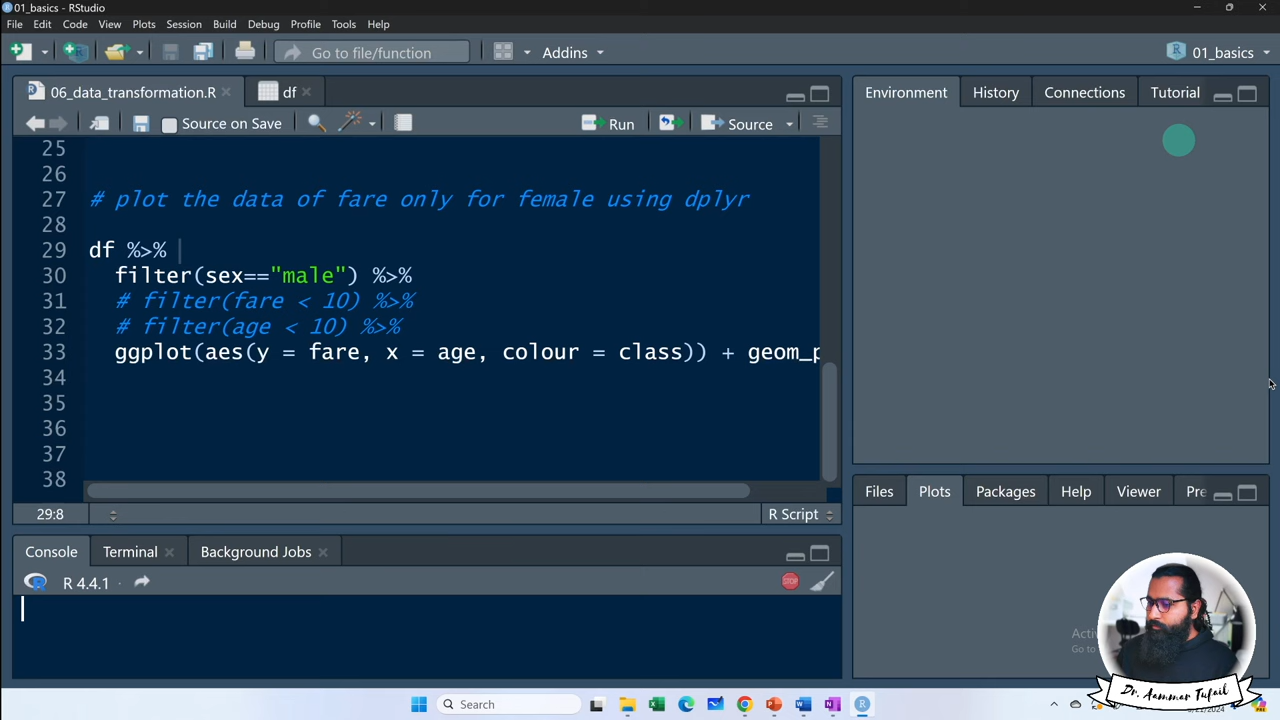 01_basics - RStudio
File Edit Code View Plots Session Build Debug Profile Tools Help
Go to file/function Addins 01_basics
06_data_transformation.R df
Source on Save Run Source
25
26
27 # plot the data of fare only for female using dplyr
28
29 df %>%
30 filter(sex=="male") %>%
31 # filter(fare < 10) %>%
32 # filter(age < 10) %>%
33 ggplot(aes(y = fare, x = age, colour = class)) + geom_p
34
35
36
37
38
29:8 R Script
Console Terminal Background Jobs
R 4.4.1 ·
STOP
Environment History Connections Tutorial
Files Plots Packages Help Viewer Pre
Dr. Aammar Tufail
Search